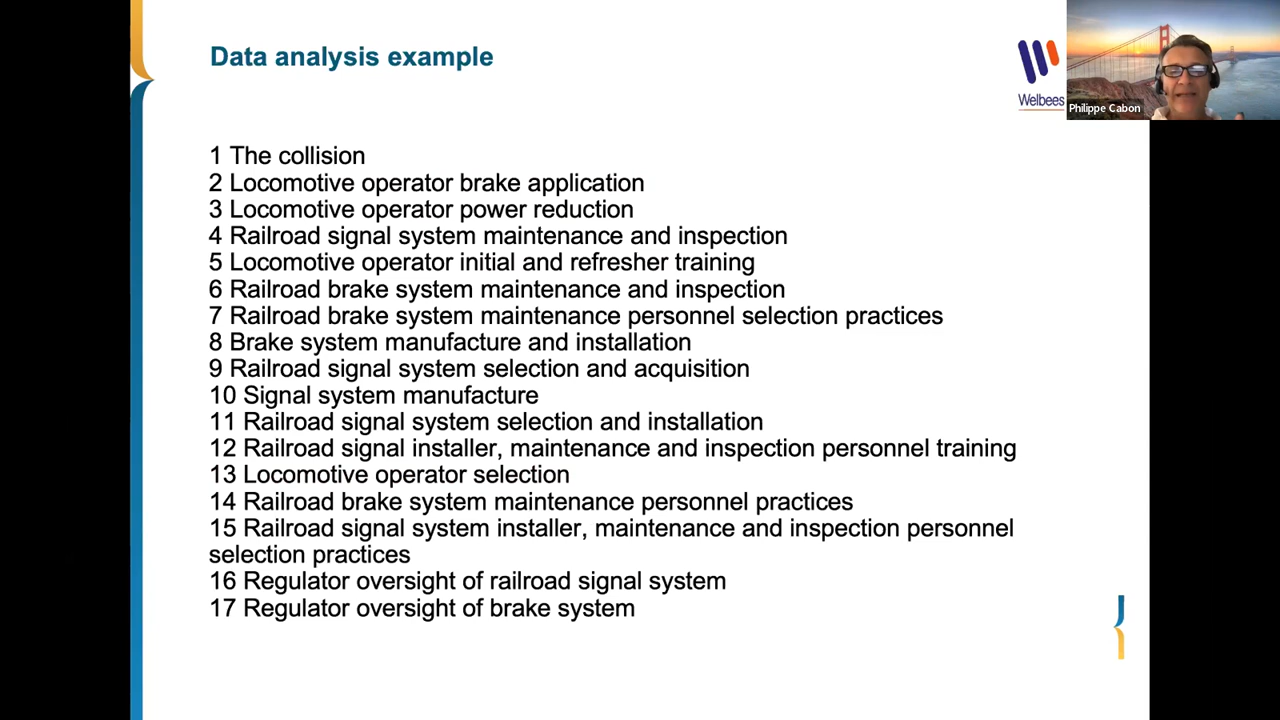 Data analysis example
Welbees
Philippe Cabon
1 The collision
2 Locomotive operator brake application
3 Locomotive operator power reduction
4 Railroad signal system maintenance and inspection
5 Locomotive operator initial and refresher training
6 Railroad brake system maintenance and inspection
7 Railroad brake system maintenance personnel selection practices
8 Brake system manufacture and installation
9 Railroad signal system selection and acquisition
10 Signal system manufacture
11 Railroad signal system selection and installation
12 Railroad signal installer, maintenance and inspection personnel training
13 Locomotive operator selection
14 Railroad brake system maintenance personnel practices
15 Railroad signal system installer, maintenance and inspection personnel
selection practices
16 Regulator oversight of railroad signal system
17 Regulator oversight of brake system